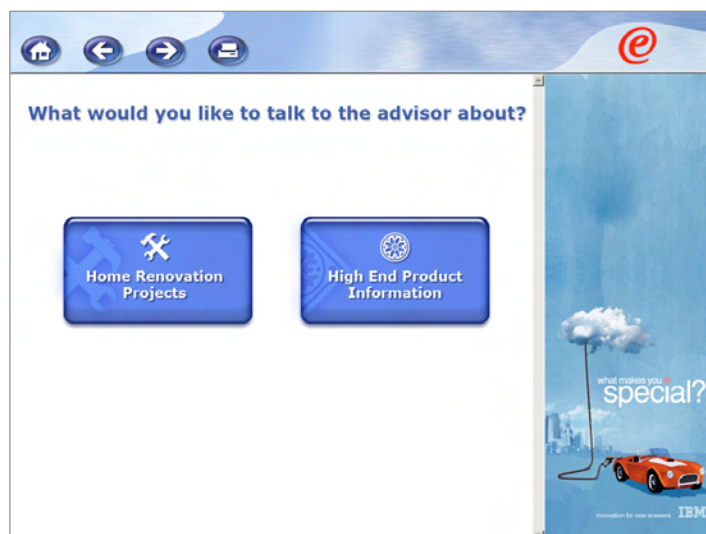 e
What would you like to talk to the advisor about?
Home Renovation
Projects
High End Product
Information
what makes you
special?
innovation for new answers
IBM